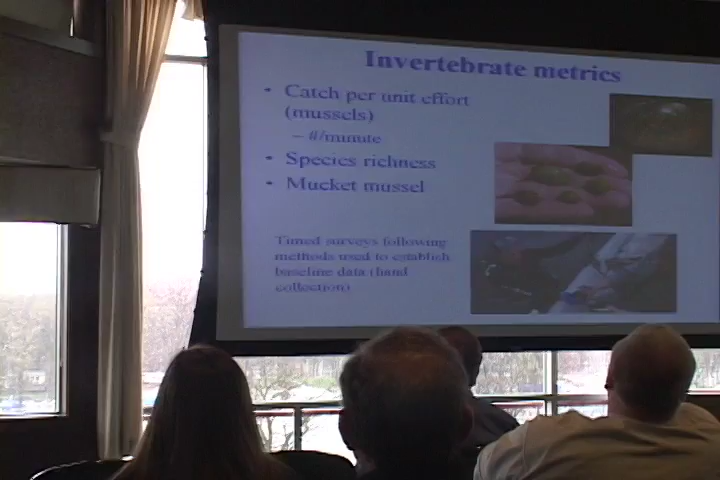 Invertebrate metrics
• Catch per unit effort
(mussels)
– #/minute
• Species richness
• Mucket mussel
Timed surveys following
methods used to establish
baseline data (hand
collection)